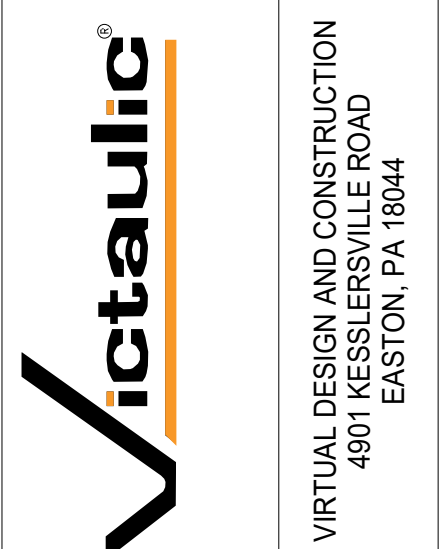 Victaulic®
VIRTUAL DESIGN AND CONSTRUCTION
4901 KESSLERSVILLE ROAD
EASTON, PA 18044